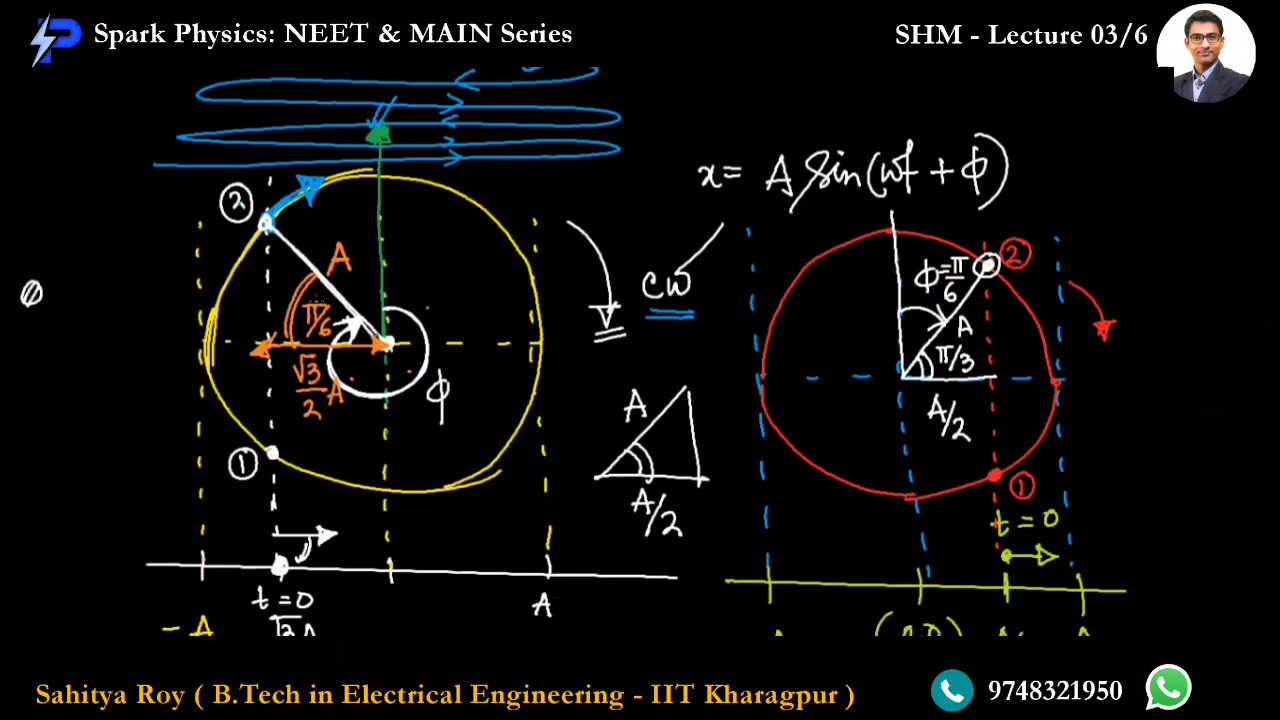 Spark Physics: NEET & MAIN Series
SHM - Lecture 03/6
x = A sin(ωt + φ)
②
A
π/6
√3/2 A
φ
①
t = 0
- A
A
CW
A
A/2
②
φ = π/6
A
π/3
A/2
①
t = 0
Sahitya Roy ( B.Tech in Electrical Engineering - IIT Kharagpur )
9748321950